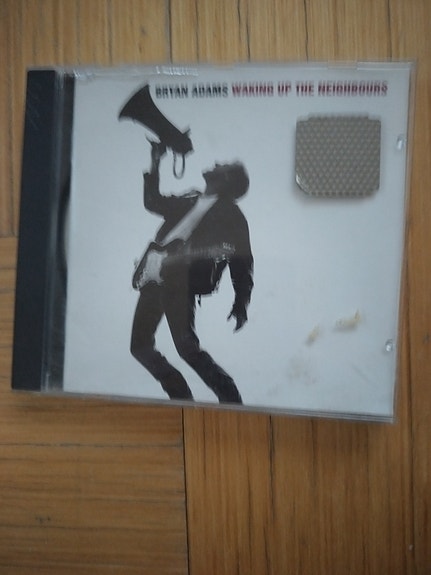 BRYAN ADAMS WAKING UP THE NEIGHBOURS